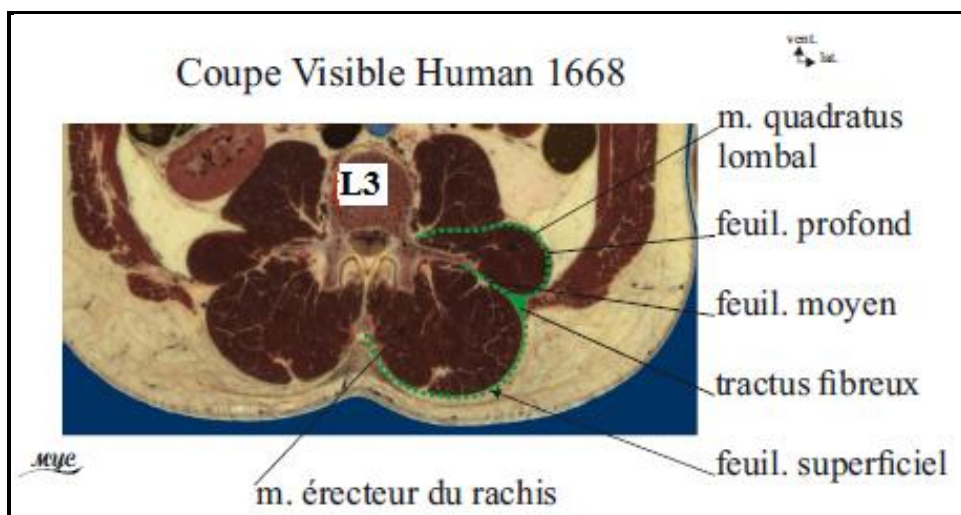 vent.
lat.
Coupe Visible Human 1668
m. quadratus
lombal
L3
feuil. profond
feuil. moyen
tractus fibreux
feuil. superficiel
m. érecteur du rachis
myc